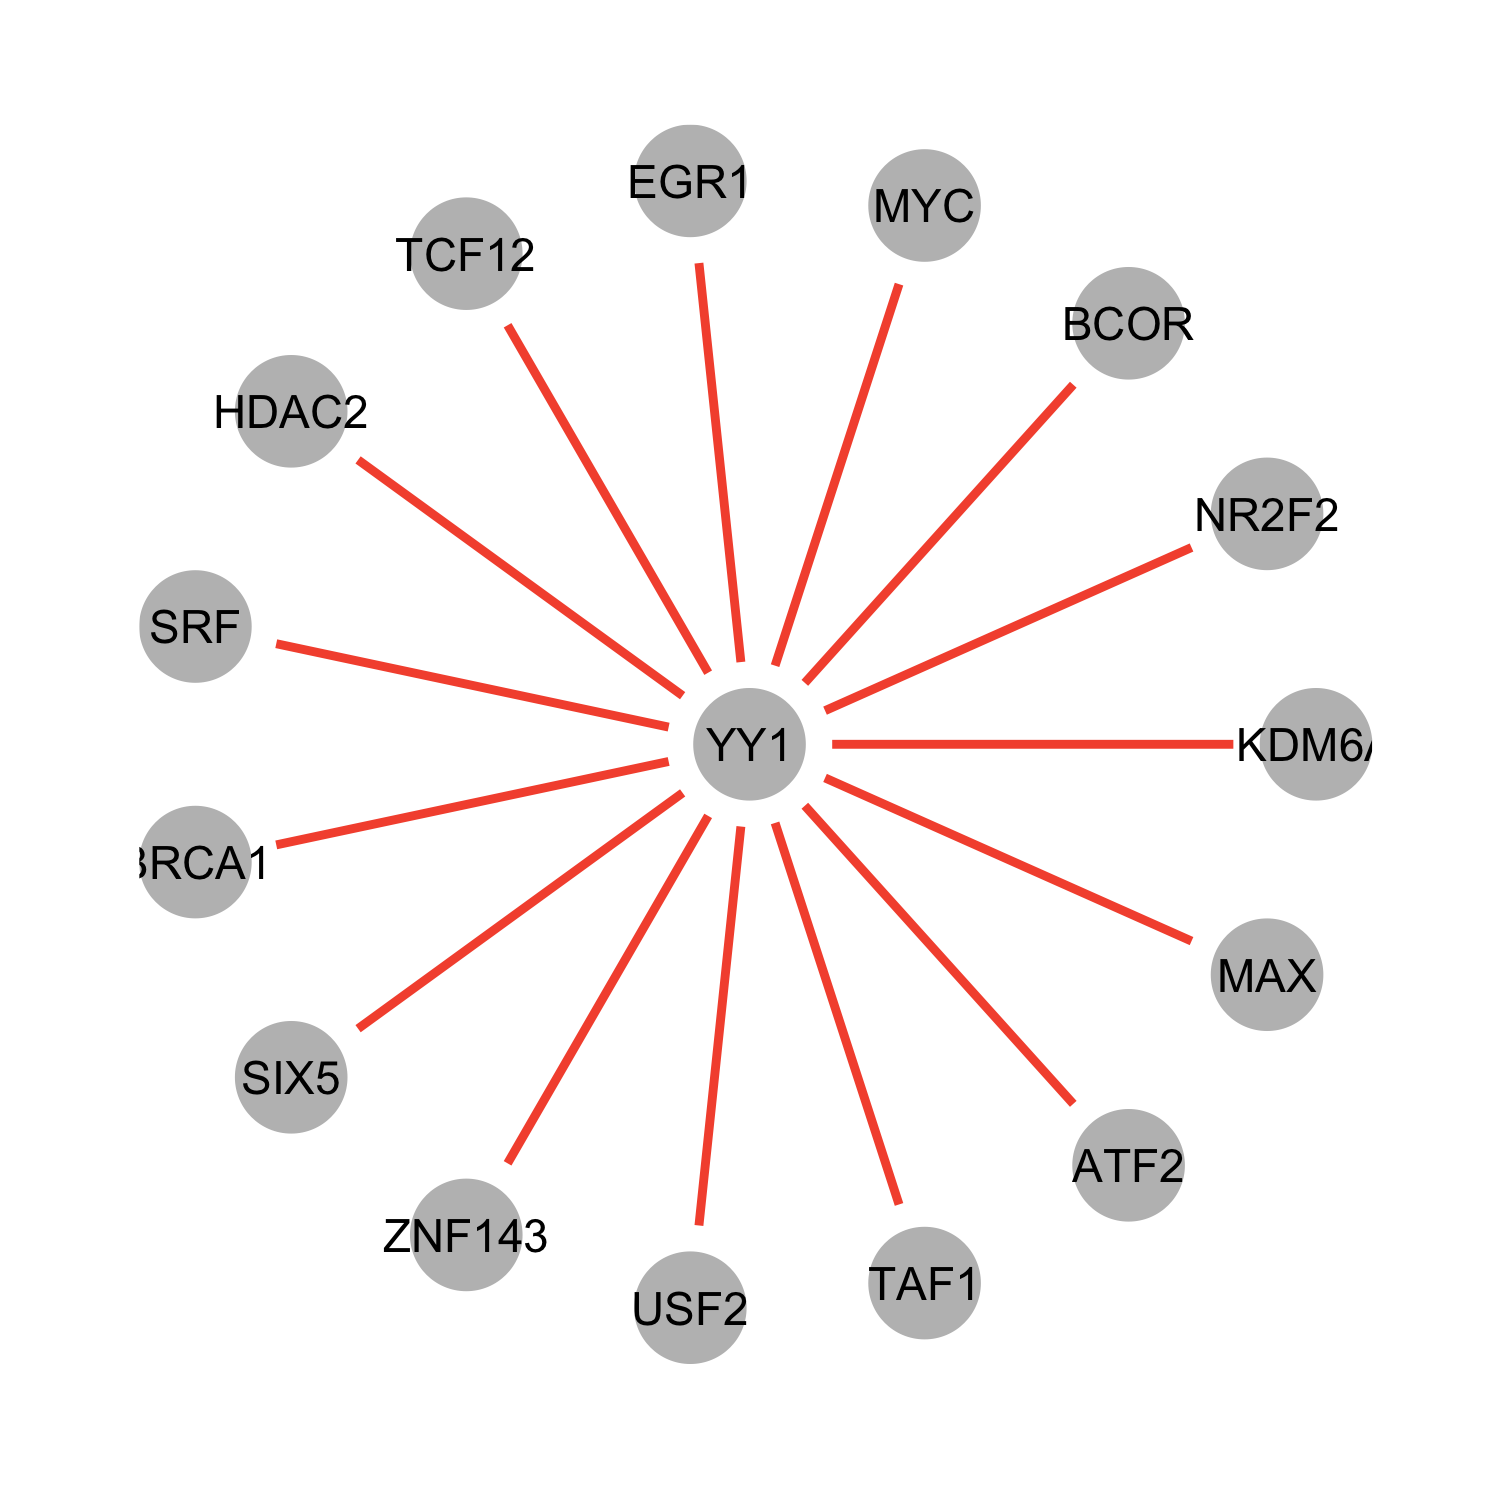 EGR1
MYC
TCF12
BCOR
HDAC2
NR2F2
SRF
YY1
KDM6A
BRCA1
MAX
SIX5
ATF2
ZNF143
TAF1
USF2